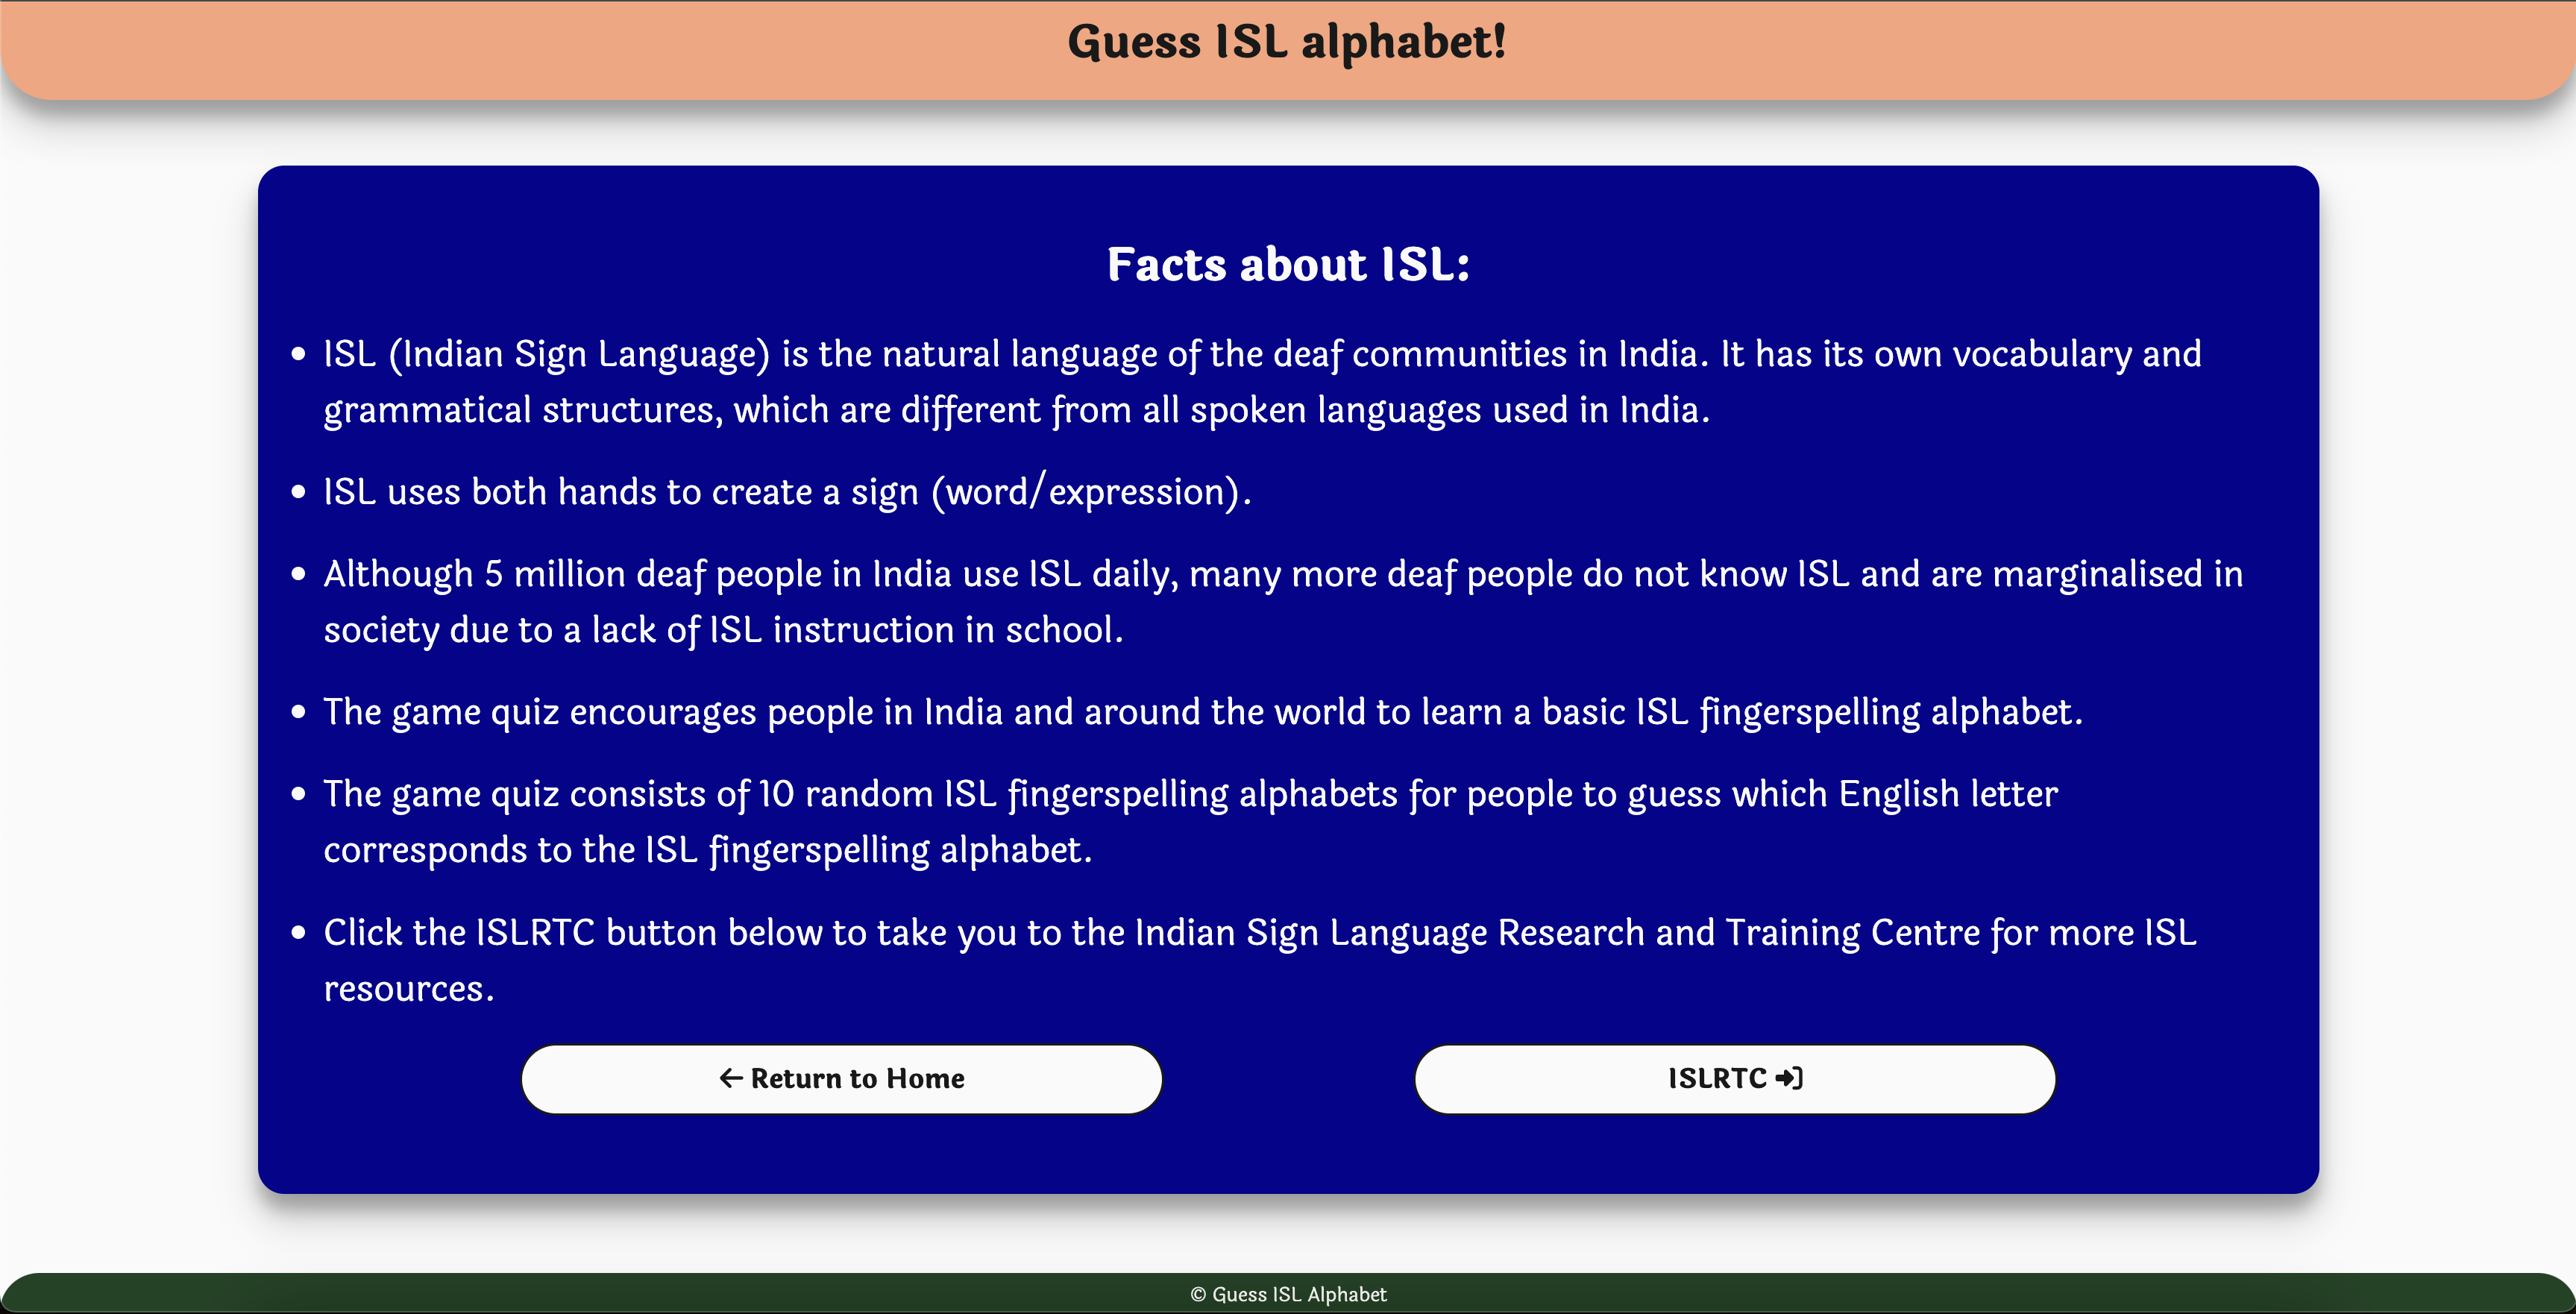 Guess ISL alphabet!
Facts about ISL:
• ISL (Indian Sign Language) is the natural language of the deaf communities in India. It has its own vocabulary and
grammatical structures, which are different from all spoken languages used in India.
• ISL uses both hands to create a sign (word/expression).
• Although 5 million deaf people in India use ISL daily, many more deaf people do not know ISL and are marginalised in
society due to a lack of ISL instruction in school.
• The game quiz encourages people in India and around the world to learn a basic ISL fingerspelling alphabet.
• The game quiz consists of 10 random ISL fingerspelling alphabets for people to guess which English letter
corresponds to the ISL fingerspelling alphabet.
• Click the ISLRTC button below to take you to the Indian Sign Language Research and Training Centre for more ISL
resources.
Return to Home
ISLRTC
© Guess ISL Alphabet